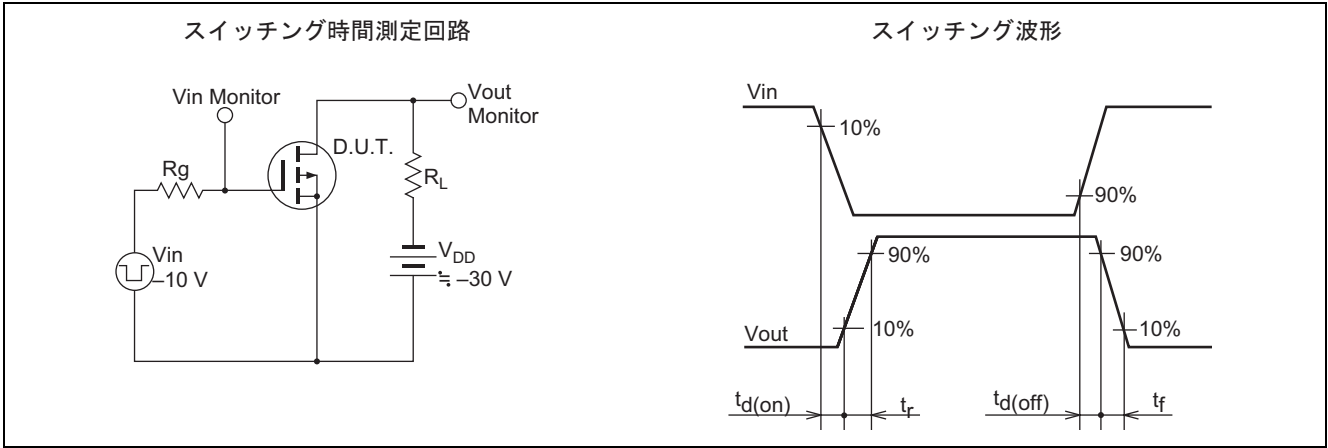 スイッチング時間測定回路
Vin Monitor
Vout
Monitor
D.U.T.
Rg
RL
Vin
–10 V
VDD
≒ –30 V
スイッチング波形
Vin
10%
90%
90%
90%
Vout
10%
10%
td(on)
tr
td(off)
tf